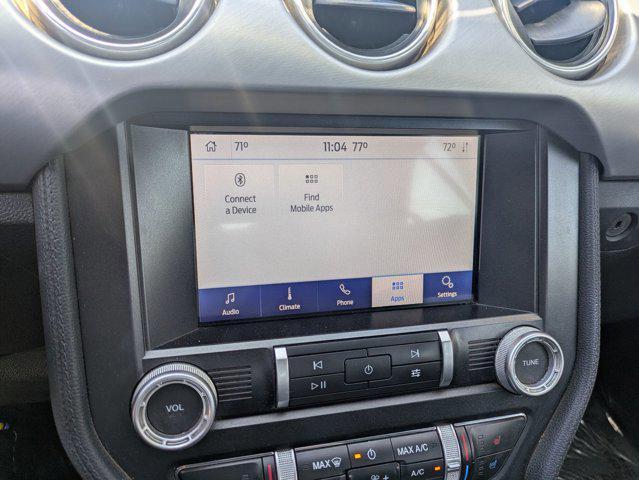 71° 11:04 77° 72°
Connect
a Device
Find
Mobile Apps
Audio Climate Phone Apps Settings
VOL
TUNE
MAX
MAX A/C
A/C